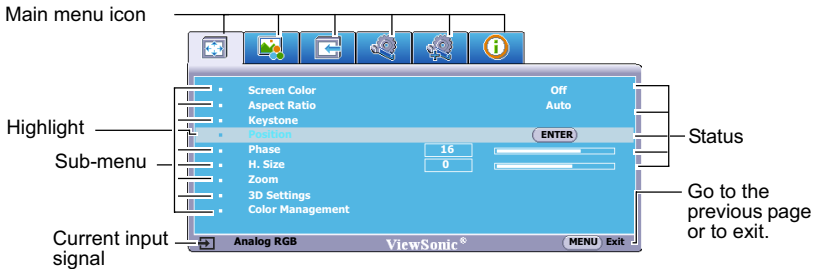 Main menu icon
Screen Color Off
Aspect Ratio Auto
Keystone
Highlight
Position ENTER
Status
Phase 16
Sub-menu
H. Size 0
Zoom
3D Settings
Color Management
Go to the
previous page
or to exit.
Current input
signal
Analog RGB ViewSonic® MENU Exit